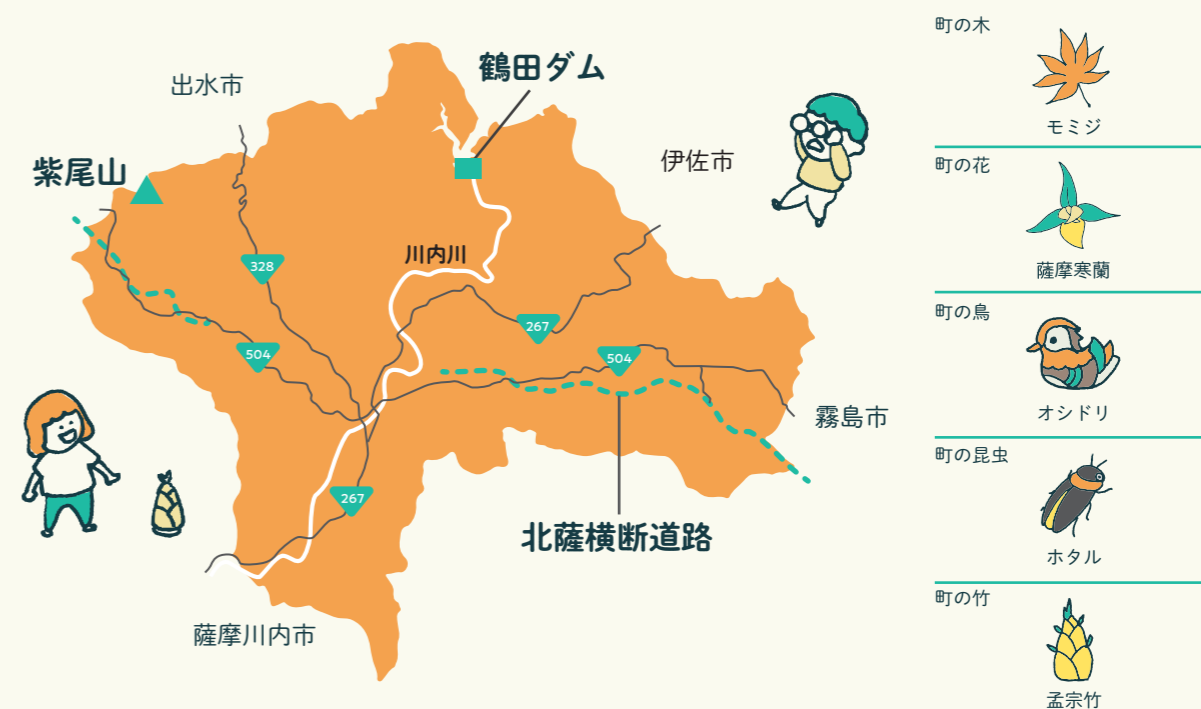 鶴田ダム
出水市
紫尾山
伊佐市
川内川
328
267
504
504
霧島市
267
北薩横断道路
薩摩川内市
町の木
モミジ
町の花
薩摩寒蘭
町の鳥
オシドリ
町の昆虫
ホタル
町の竹
孟宗竹